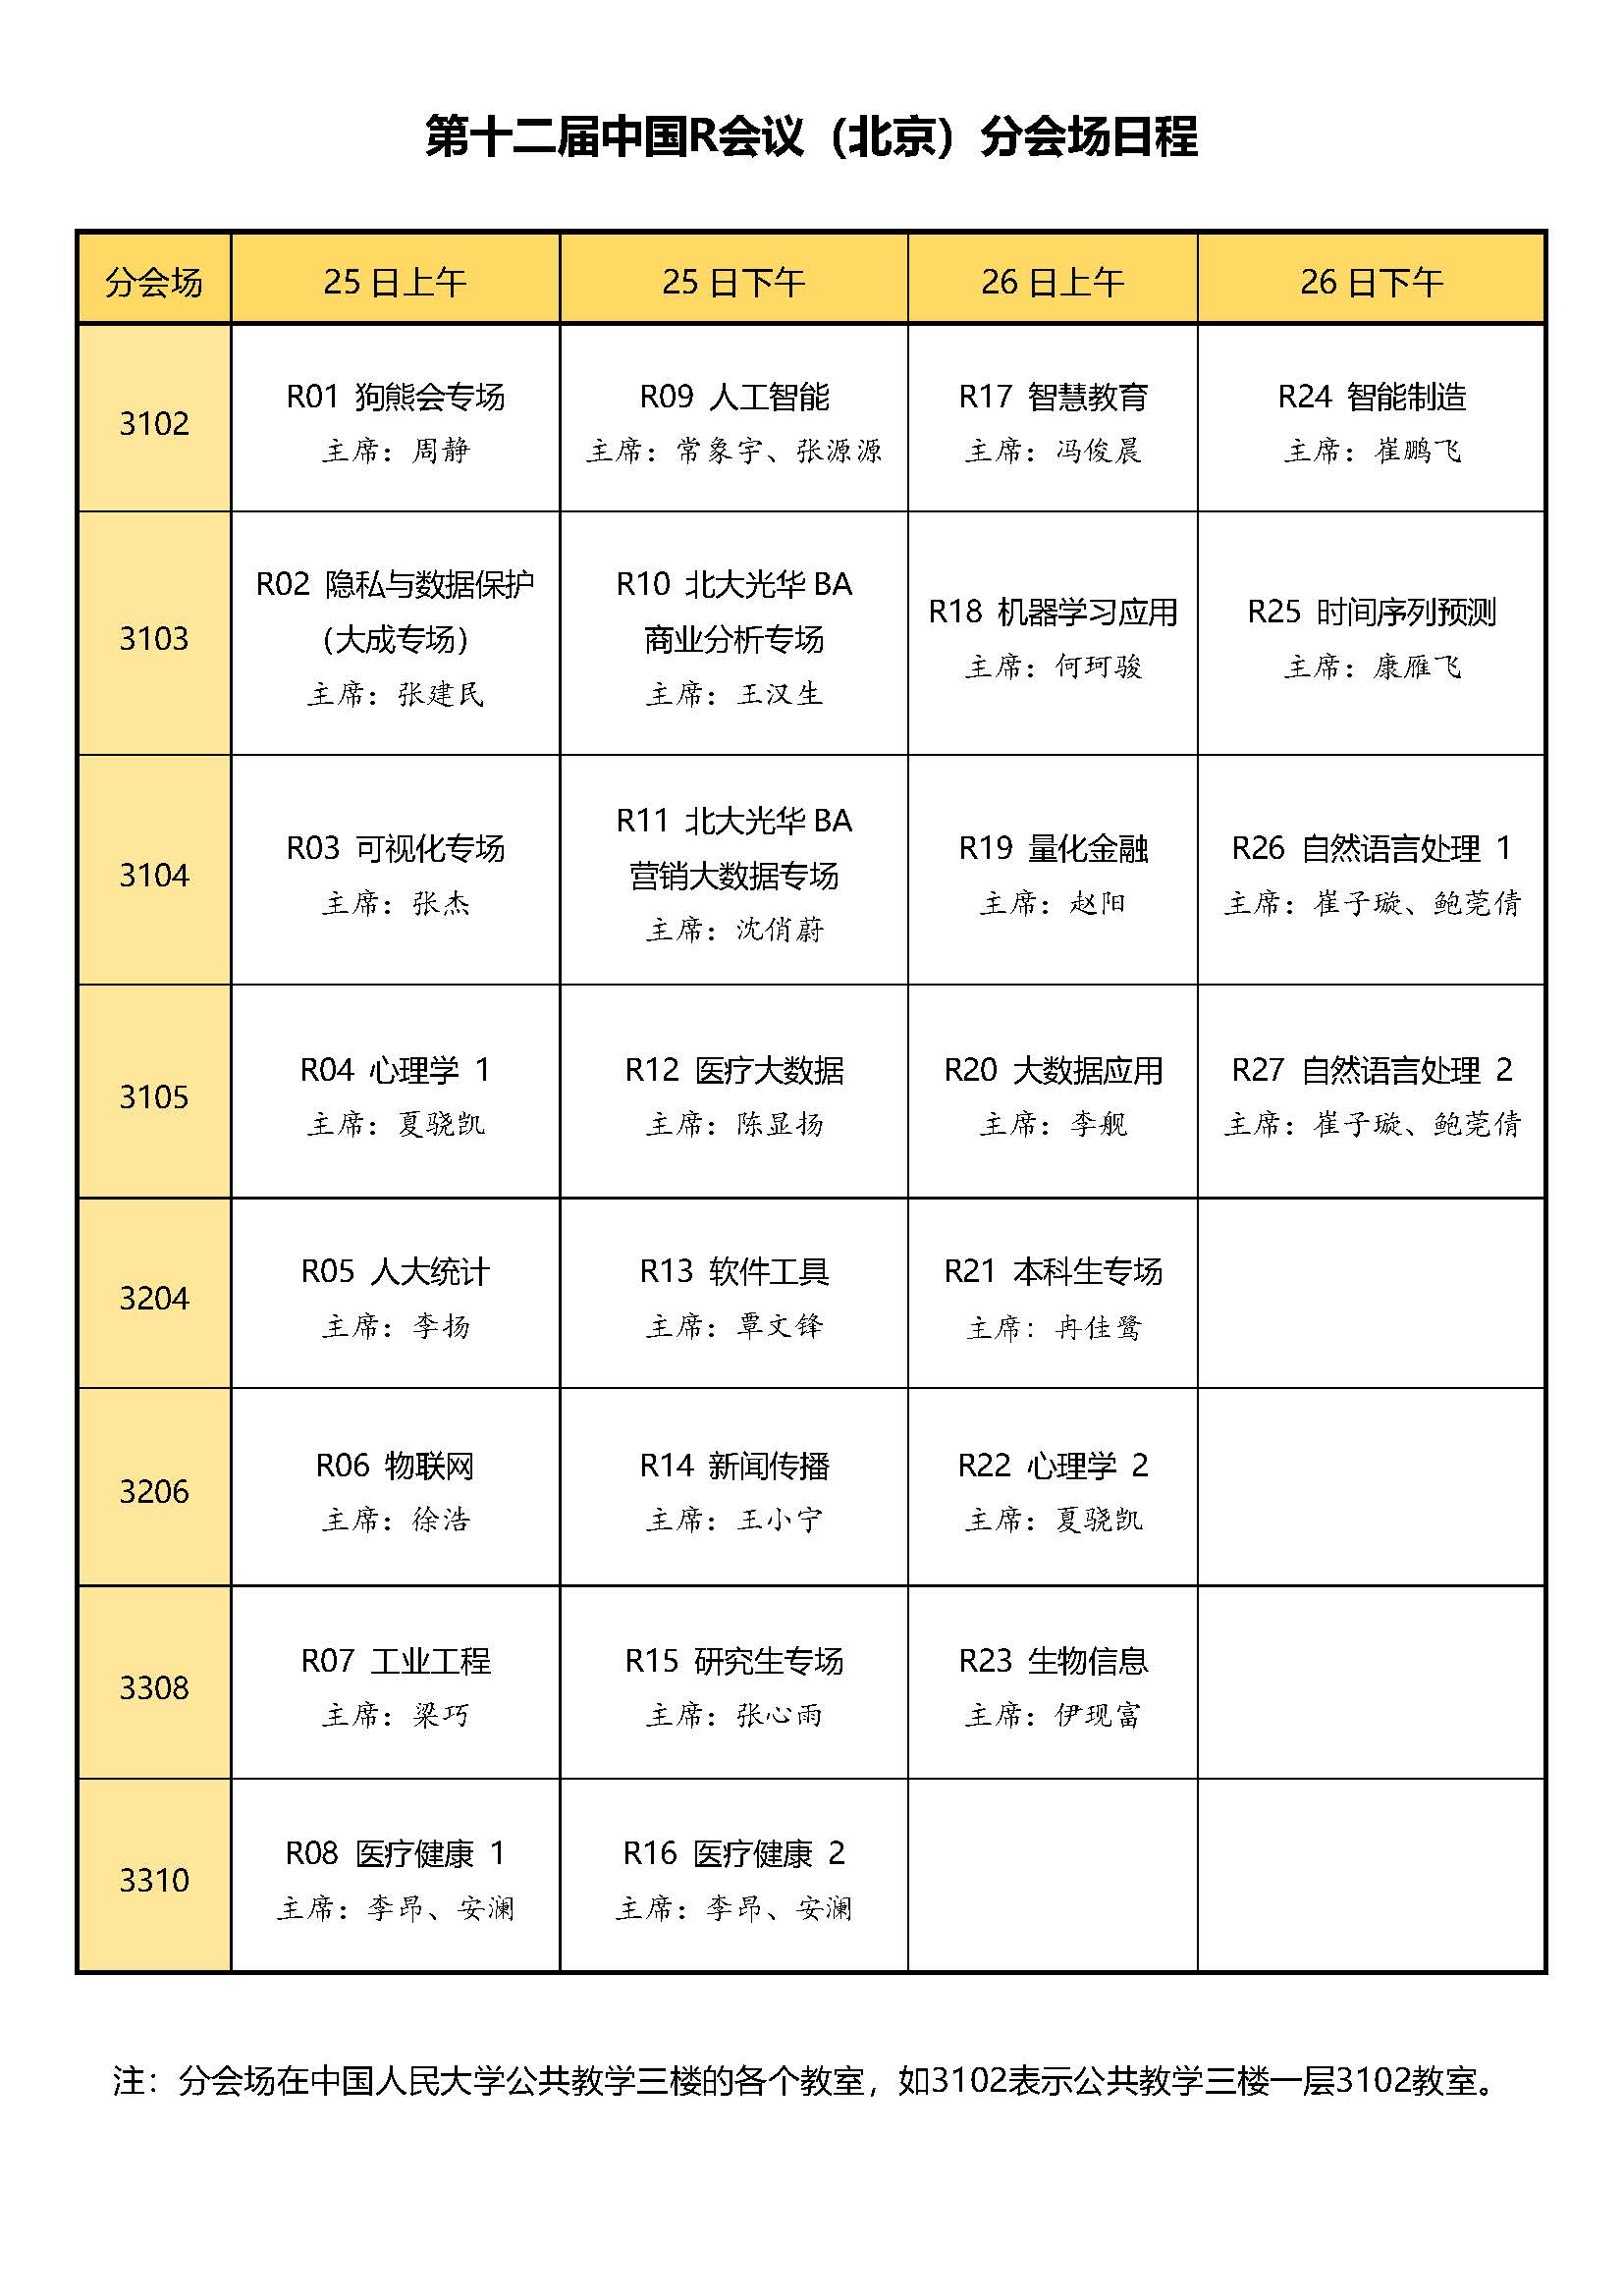 第十二届中国R会议（北京）分会场日程
分会场 25日上午 25日下午 26日上午 26日下午
3102
R01 狗熊会专场
主席：周静
R09 人工智能
主席：常象宇、张源源
R17 智慧教育
主席：冯俊晨
R24 智能制造
主席：崔鹏飞
3103
R02 隐私与数据保护
（大成专场）
主席：张建民
R10 北大光华BA
商业分析专场
主席：王汉生
R18 机器学习应用
主席：何珂骏
R25 时间序列预测
主席：康雁飞
3104
R03 可视化专场
主席：张杰
R11 北大光华BA
营销大数据专场
主席：沈俏蔚
R19 量化金融
主席：赵阳
R26 自然语言处理 1
主席：崔子璇、鲍莞倩
3105
R04 心理学 1
主席：夏骁凯
R12 医疗大数据
主席：陈显扬
R20 大数据应用
主席：李舰
R27 自然语言处理 2
主席：崔子璇、鲍莞倩
3204
R05 人大统计
主席：李扬
R13 软件工具
主席：覃文锋
R21 本科生专场
主席：冉佳鹭
3206
R06 物联网
主席：徐浩
R14 新闻传播
主席：王小宁
R22 心理学 2
主席：夏骁凯
3308
R07 工业工程
主席：梁巧
R15 研究生专场
主席：张心雨
R23 生物信息
主席：伊现富
3310
R08 医疗健康 1
主席：李昂、安澜
R16 医疗健康 2
主席：李昂、安澜
注：分会场在中国人民大学公共教学三楼的各个教室，如3102表示公共教学三楼一层3102教室。